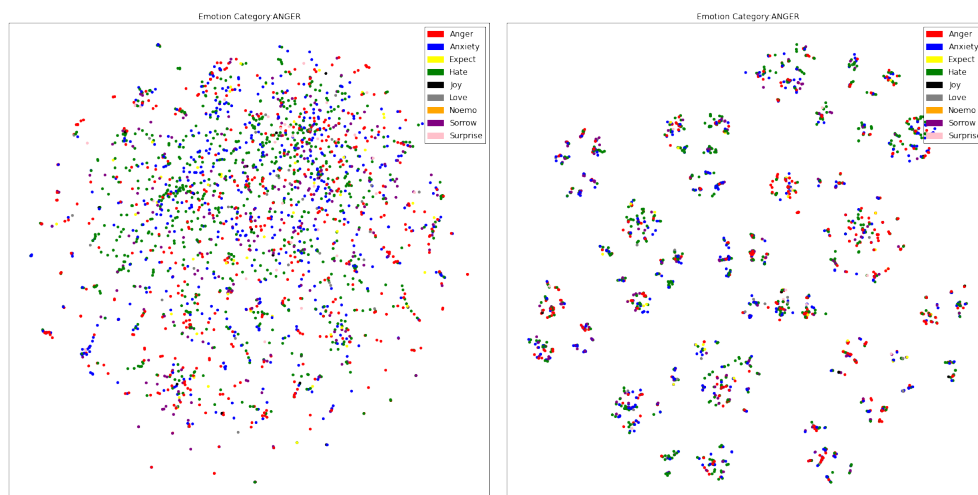 Emotion Category:ANGER
Anger
Anxiety
Expect
Hate
Joy
Love
Noemo
Sorrow
Surprise
Emotion Category:ANGER
Anger
Anxiety
Expect
Hate
Joy
Love
Noemo
Sorrow
Surprise